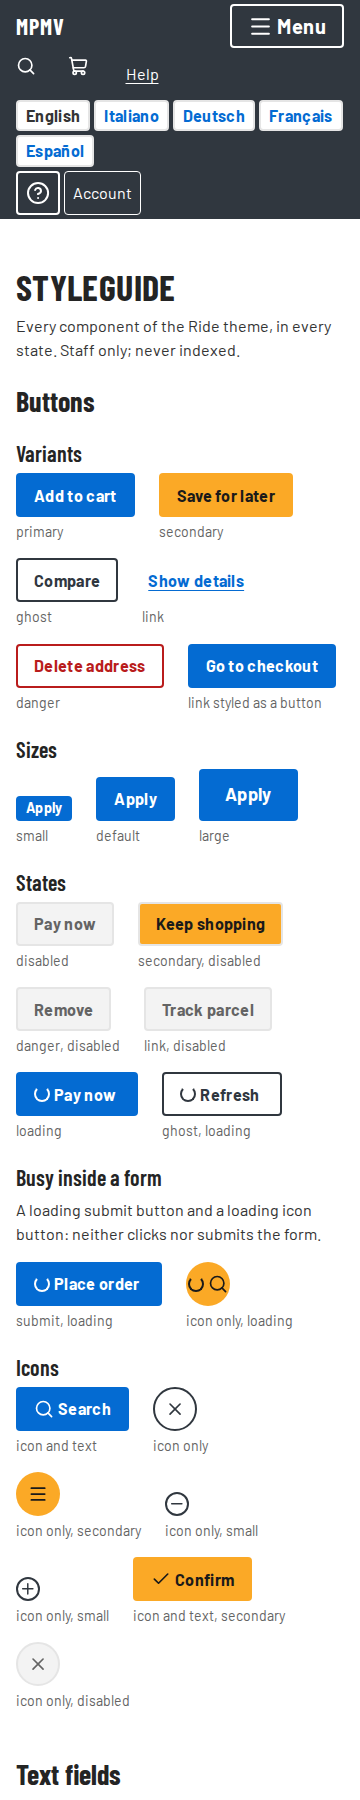 MPMV
Menu
Help
English Italiano Deutsch Français
Español
Account
STYLEGUIDE
Every component of the Ride theme, in every
state. Staff only; never indexed.
Buttons
Variants
Add to cart Save for later
primary secondary
Compare Show details
ghost link
Delete address Go to checkout
danger link styled as a button
Sizes
Apply Apply Apply
small default large
States
Pay now Keep shopping
disabled secondary, disabled
Remove Track parcel
danger, disabled link, disabled
Pay now Refresh
loading ghost, loading
Busy inside a form
A loading submit button and a loading icon
button: neither clicks nor submits the form.
Place order
submit, loading icon only, loading
Icons
Search
icon and text icon only
icon only, secondary icon only, small
Confirm
icon only, small icon and text, secondary
icon only, disabled
Text fields